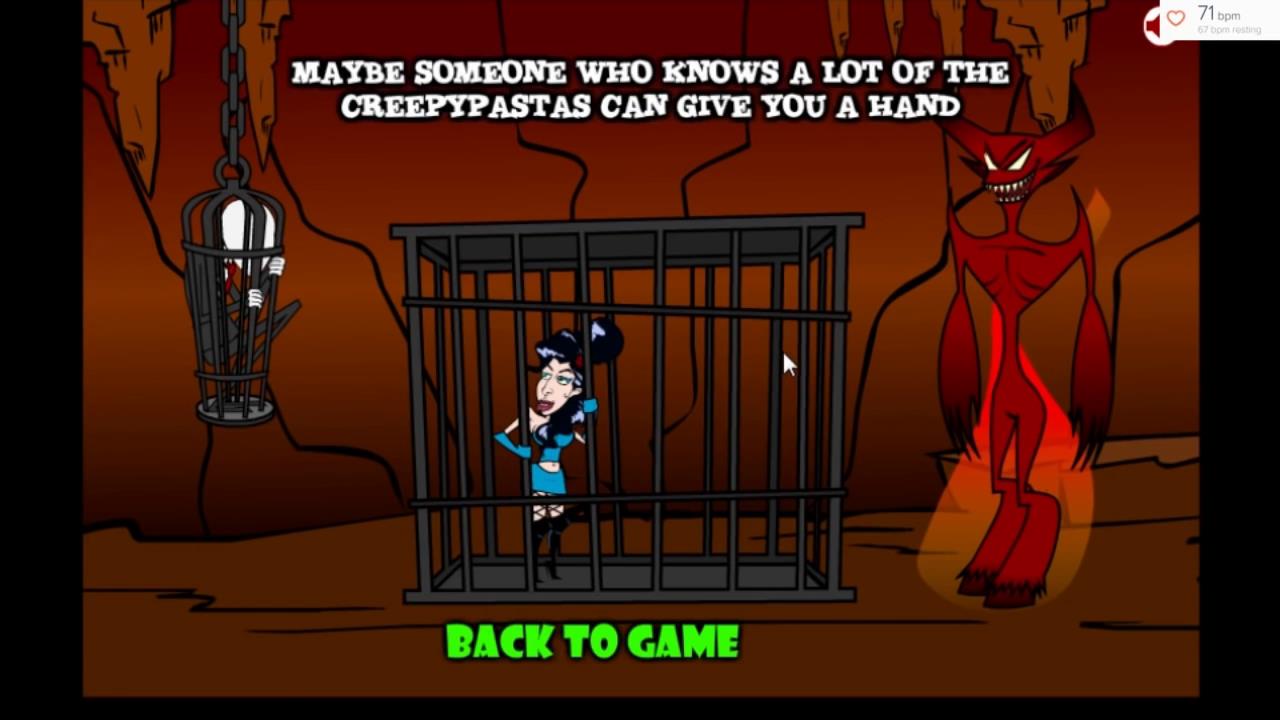 71 bpm
67 bpm resting
MAYBE SOMEONE WHO KNOWS A LOT OF THE
CREEPYPASTAS CAN GIVE YOU A HAND
BACK TO GAME